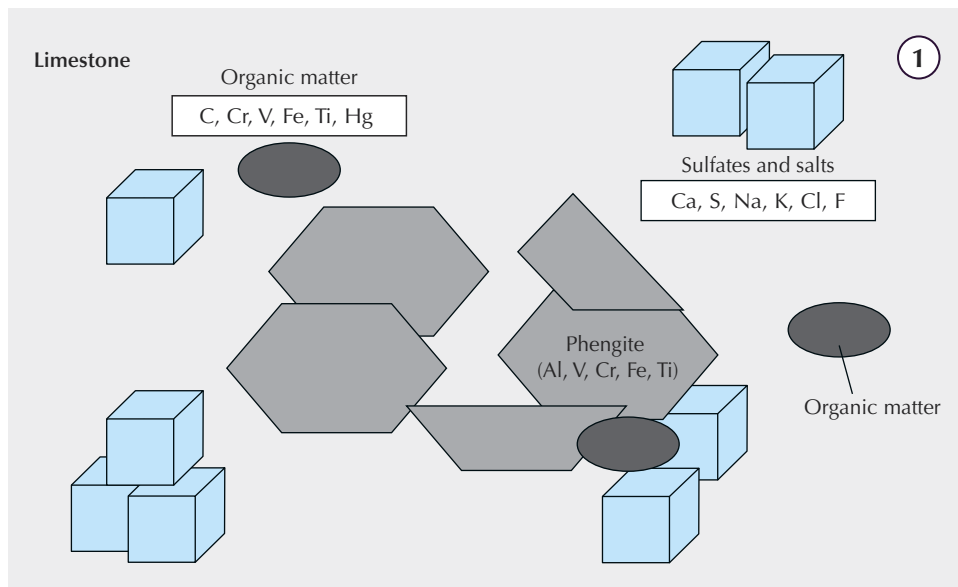 Limestone
1
Organic matter
C, Cr, V, Fe, Ti, Hg
Sulfates and salts
Ca, S, Na, K, Cl, F
Phengite
(Al, V, Cr, Fe, Ti)
Organic matter